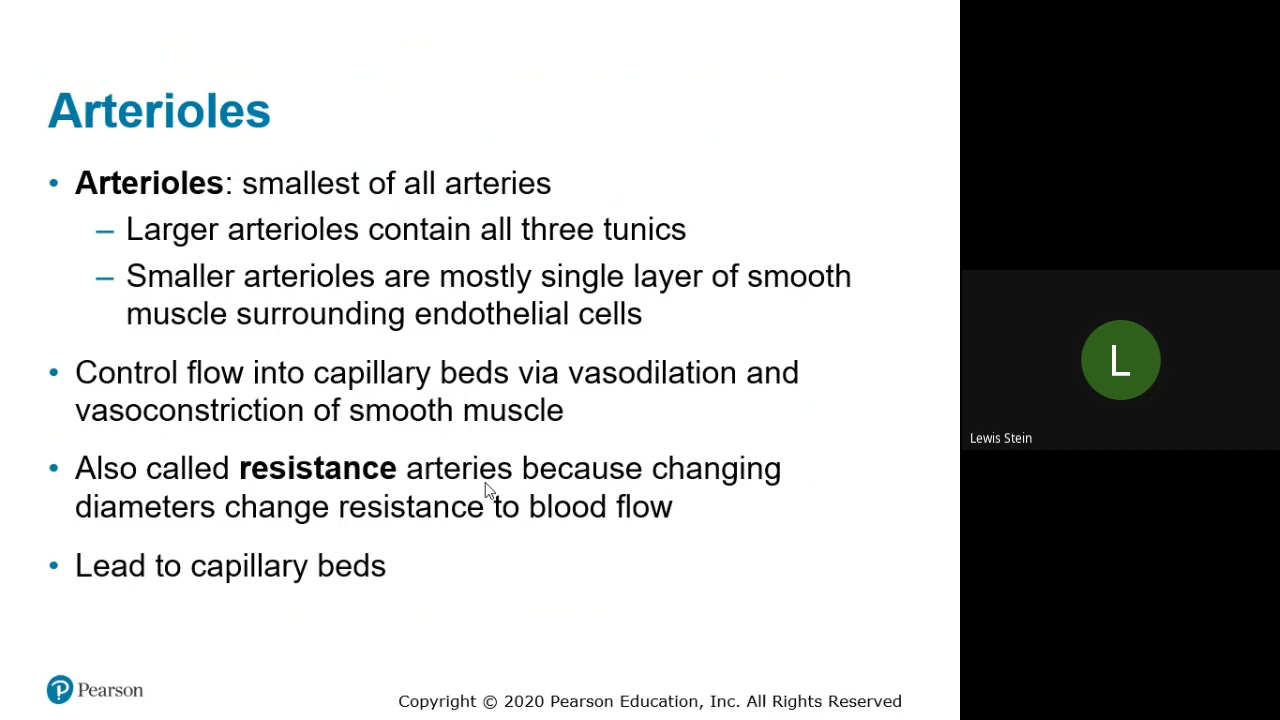 Arterioles
• Arterioles: smallest of all arteries
– Larger arterioles contain all three tunics
– Smaller arterioles are mostly single layer of smooth
muscle surrounding endothelial cells
• Control flow into capillary beds via vasodilation and
vasoconstriction of smooth muscle
• Also called resistance arteries because changing
diameters change resistance to blood flow
• Lead to capillary beds
P Pearson
Copyright © 2020 Pearson Education, Inc. All Rights Reserved
L
Lewis Stein